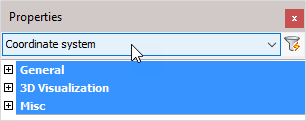 Properties
Coordinate system
General
3D Visualization
Misc